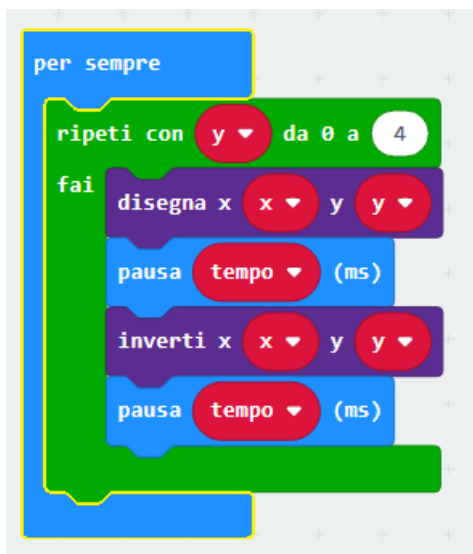 per sempre
ripeti con y da 0 a 4
fai
disegna x x y y
pausa tempo (ms)
inverti x x y y
pausa tempo (ms)